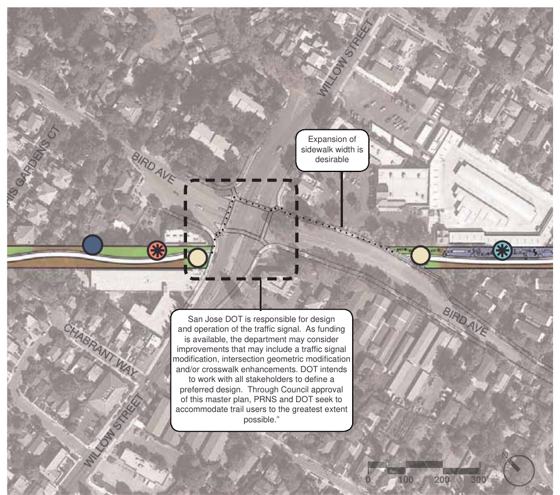 WILLOW STREET
BIRD AVE
Expansion of
sidewalk width is
desirable
GARDENS CT
BIRD AVE
CHABRANT WAY
WILLOW STREET
San Jose DOT is responsible for design
and operation of the traffic signal. As funding
is available, the department may consider
improvements that may include a traffic signal
modification, intersection geometric modification
and/or crosswalk enhancements. DOT intends
to work with all stakeholders to define a
preferred design. Through Council approval
of this master plan, PRNS and DOT seek to
accommodate trail users to the greatest extent
possible."
0 100 200 300